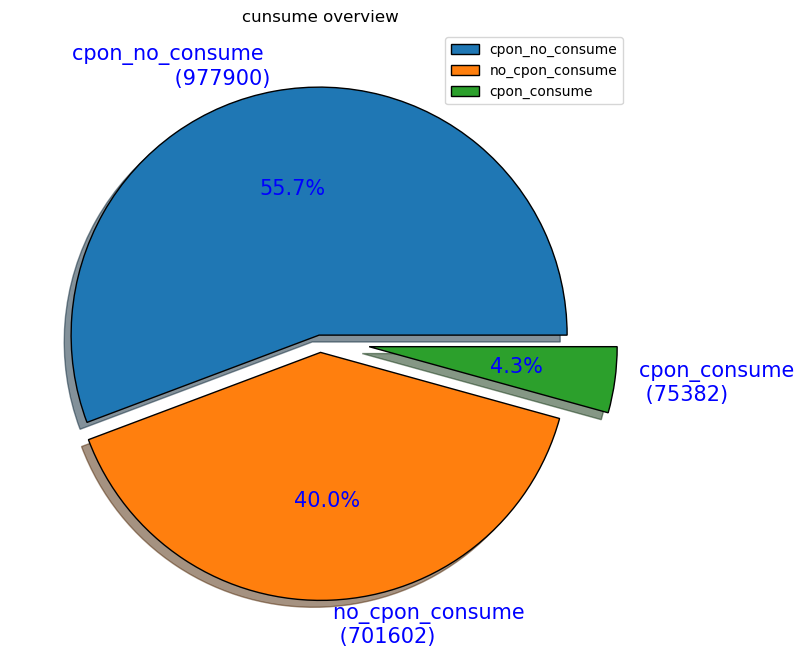 cunsume overview
cpon_no_consume
(977900)
cpon_no_consume
no_cpon_consume
cpon_consume
55.7%
4.3%
cpon_consume
(75382)
40.0%
no_cpon_consume
(701602)